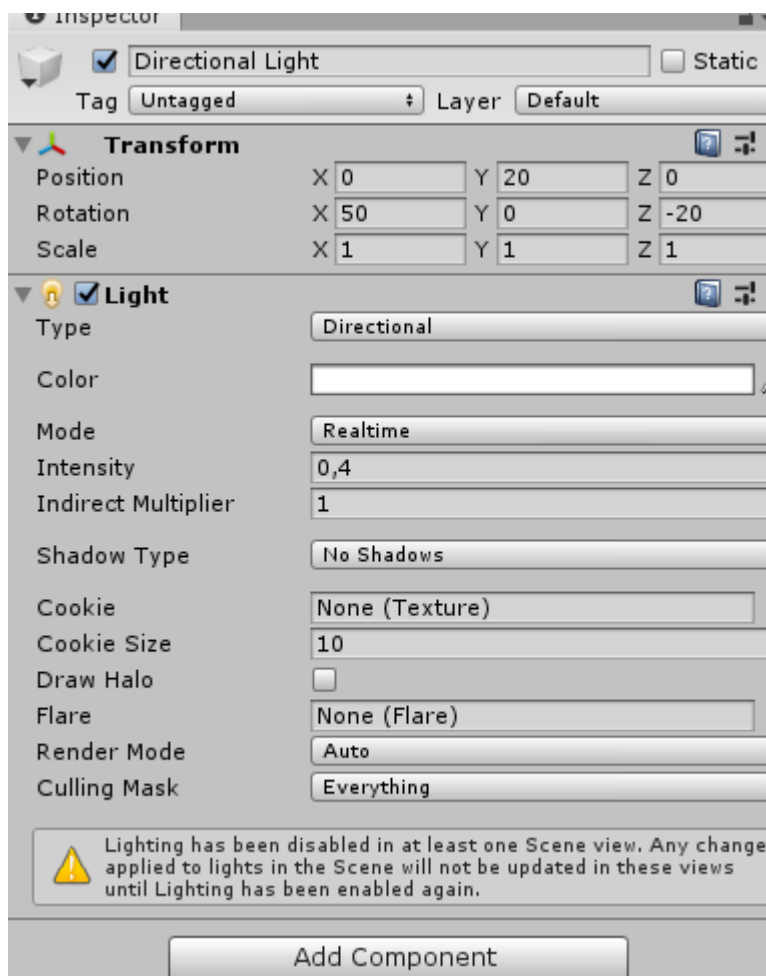 Inspector
Directional Light Static
Tag Untagged Layer Default
Transform
Position X 0 Y 20 Z 0
Rotation X 50 Y 0 Z -20
Scale X 1 Y 1 Z 1
Light
Type Directional
Color
Mode Realtime
Intensity 0,4
Indirect Multiplier 1
Shadow Type No Shadows
Cookie None (Texture)
Cookie Size 10
Draw Halo
Flare None (Flare)
Render Mode Auto
Culling Mask Everything
Lighting has been disabled in at least one Scene view. Any change
applied to lights in the Scene will not be updated in these views
until Lighting has been enabled again.
Add Component